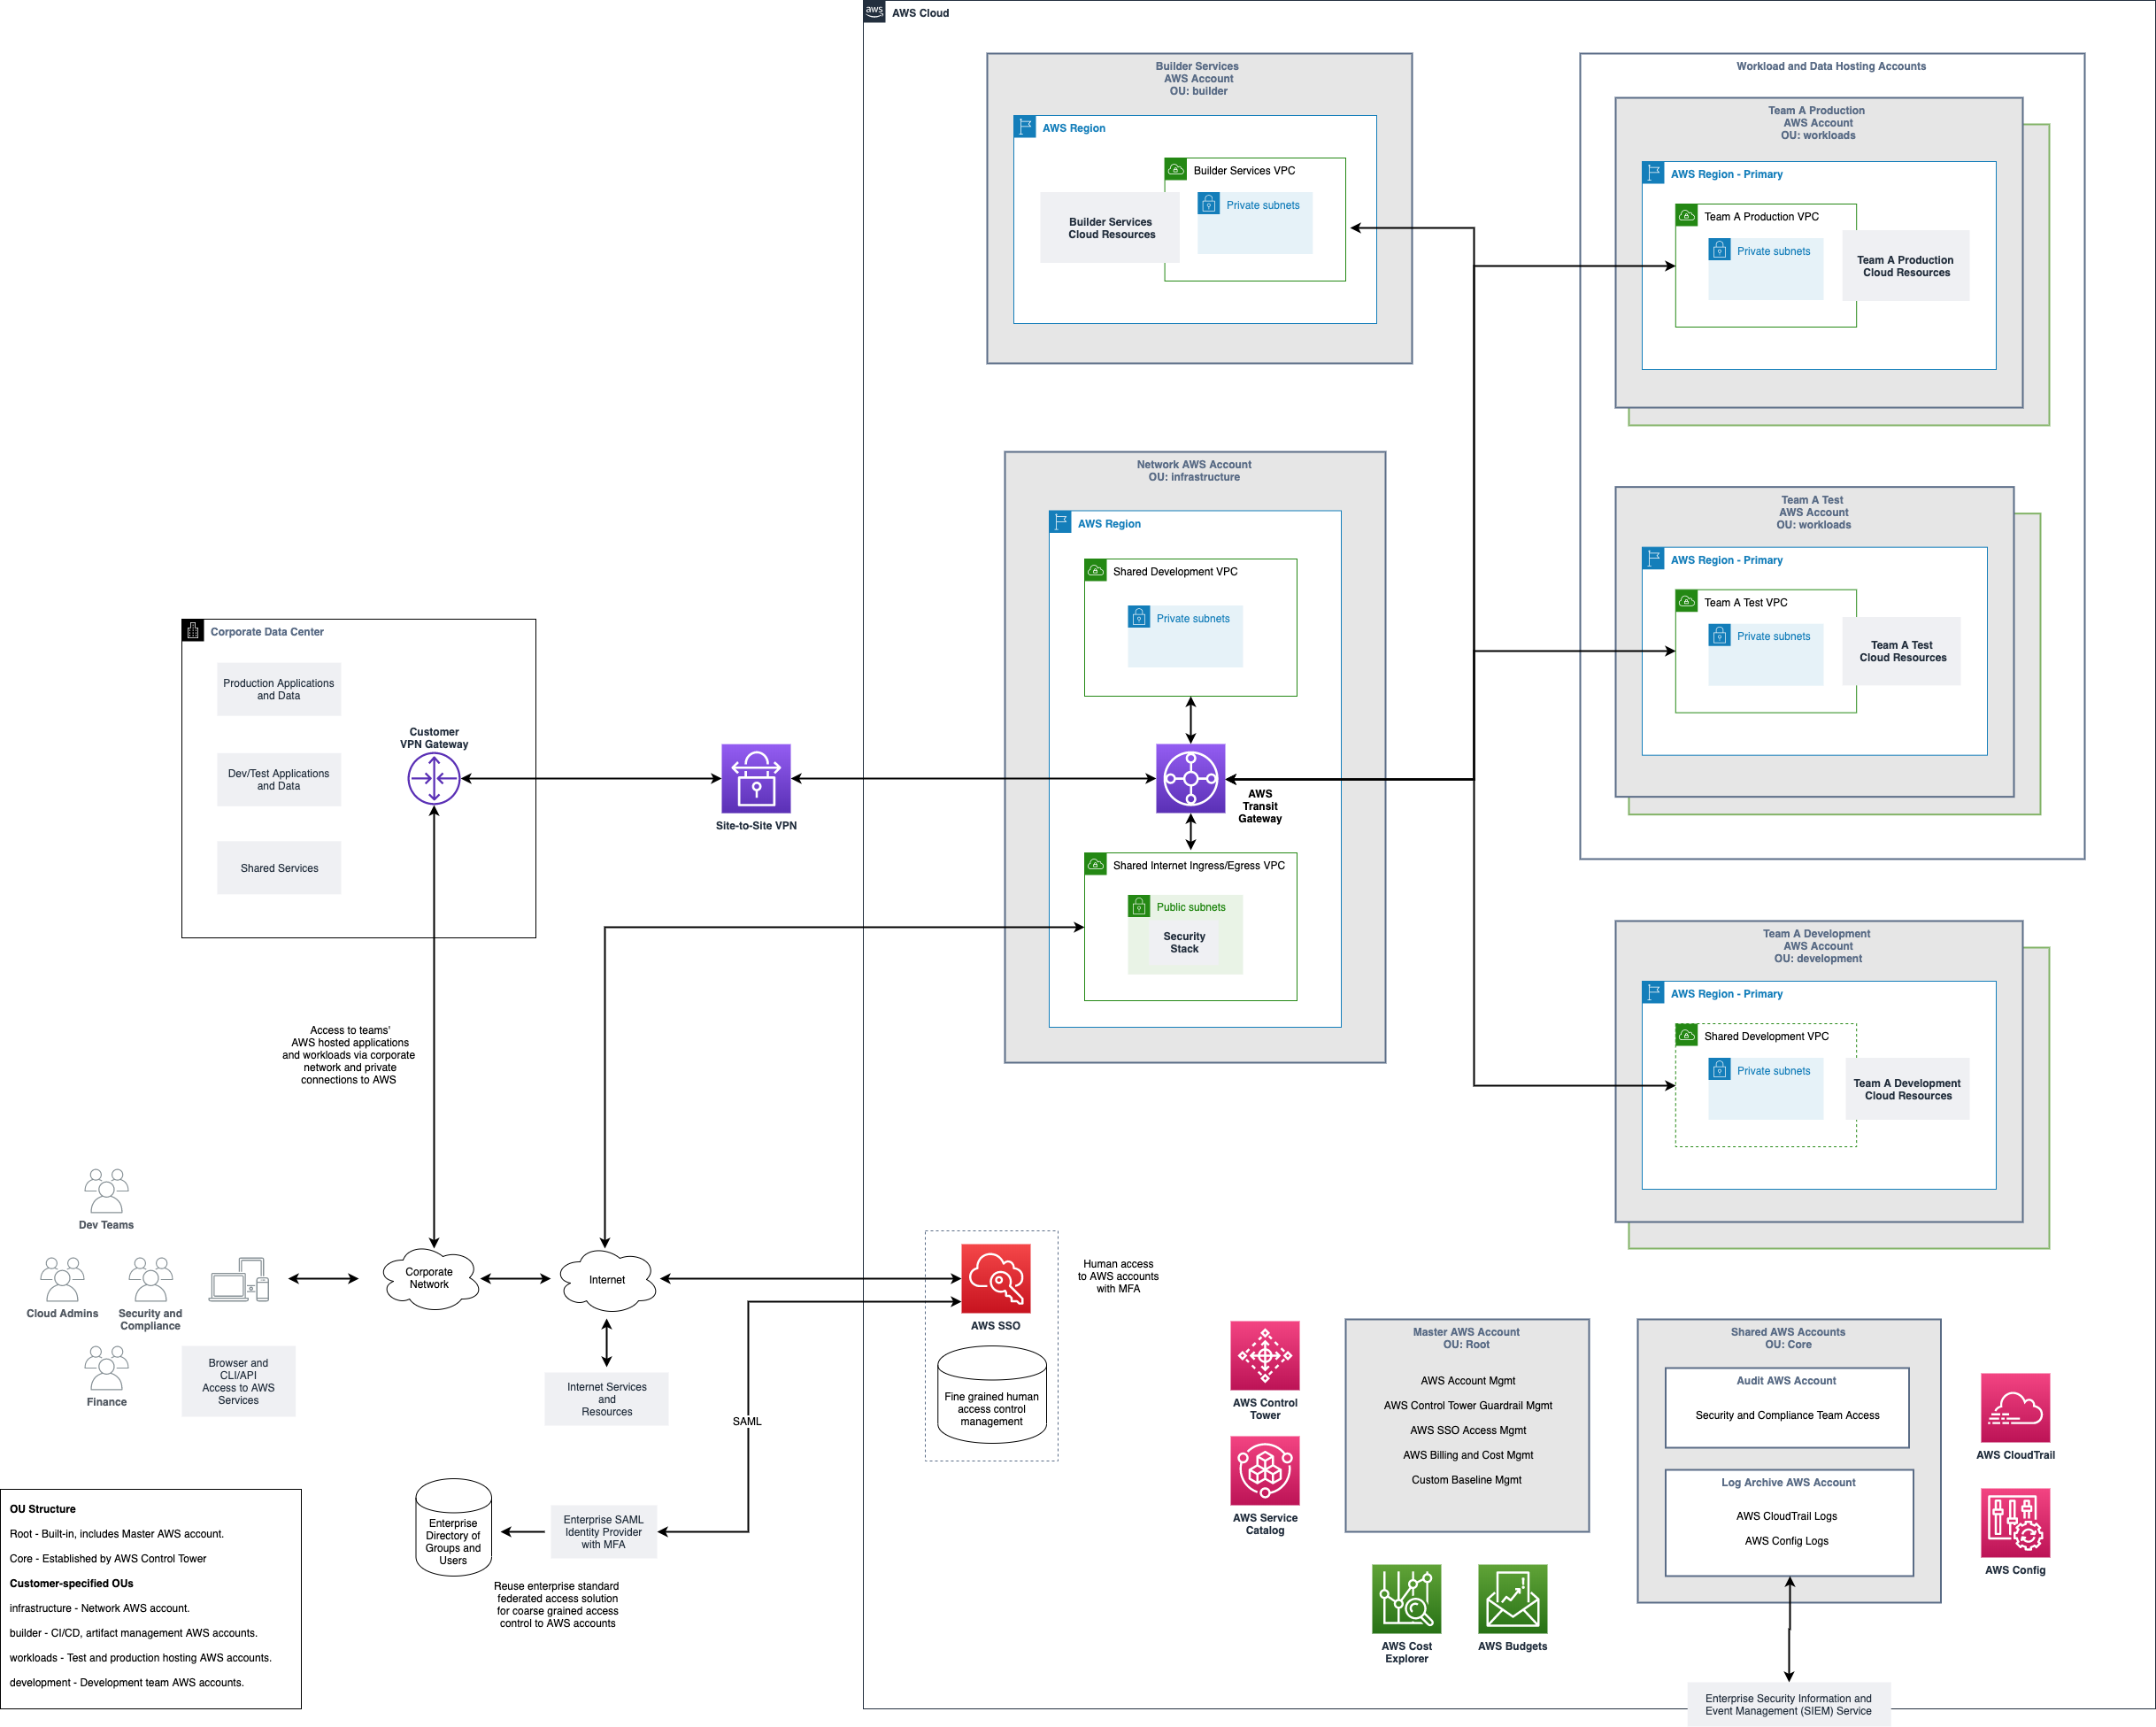 aws
AWS Cloud
Builder Services
AWS Account
OU: builder
AWS Region
Builder Services VPC
Private subnets
Builder Services
Cloud Resources
Workload and Data Hosting Accounts
Team A Production
AWS Account
OU: workloads
AWS Region - Primary
Team A Production VPC
Private subnets
Team A Production
Cloud Resources
Network AWS Account
OU: infrastructure
AWS Region
Shared Development VPC
Private subnets
AWS
Transit
Gateway
Shared Internet Ingress/Egress VPC
Public subnets
Security
Stack
Team A Test
AWS Account
OU: workloads
AWS Region - Primary
Team A Test VPC
Private subnets
Team A Test
Cloud Resources
Corporate Data Center
Production Applications
and Data
Dev/Test Applications
and Data
Shared Services
Customer
VPN Gateway
Site-to-Site VPN
Team A Development
AWS Account
OU: development
AWS Region - Primary
Shared Development VPC
Private subnets
Team A Development
Cloud Resources
Access to teams'
AWS hosted applications
and workloads via corporate
network and private
connections to AWS
Dev Teams
Cloud Admins
Security and
Compliance
Finance
Browser and
CLI/API
Access to AWS
Services
Corporate
Network
Internet
Internet Services
and
Resources
AWS SSO
Human access
to AWS accounts
with MFA
Fine grained human
access control
management
SAML
Enterprise
Directory of
Groups and
Users
Enterprise SAML
Identity Provider
with MFA
Reuse enterprise standard
federated access solution
for coarse grained access
control to AWS accounts
AWS Control
Tower
AWS Service
Catalog
Master AWS Account
OU: Root
AWS Account Mgmt
AWS Control Tower Guardrail Mgmt
AWS SSO Access Mgmt
AWS Billing and Cost Mgmt
Custom Baseline Mgmt
AWS Cost
Explorer
AWS Budgets
Shared AWS Accounts
OU: Core
Audit AWS Account
Security and Compliance Team Access
Log Archive AWS Account
AWS CloudTrail Logs
AWS Config Logs
AWS CloudTrail
AWS Config
Enterprise Security Information and
Event Management (SIEM) Service
OU Structure
Root - Built-in, includes Master AWS account.
Core - Established by AWS Control Tower
Customer-specified OUs
infrastructure - Network AWS account.
builder - CI/CD, artifact management AWS accounts.
workloads - Test and production hosting AWS accounts.
development - Development team AWS accounts.